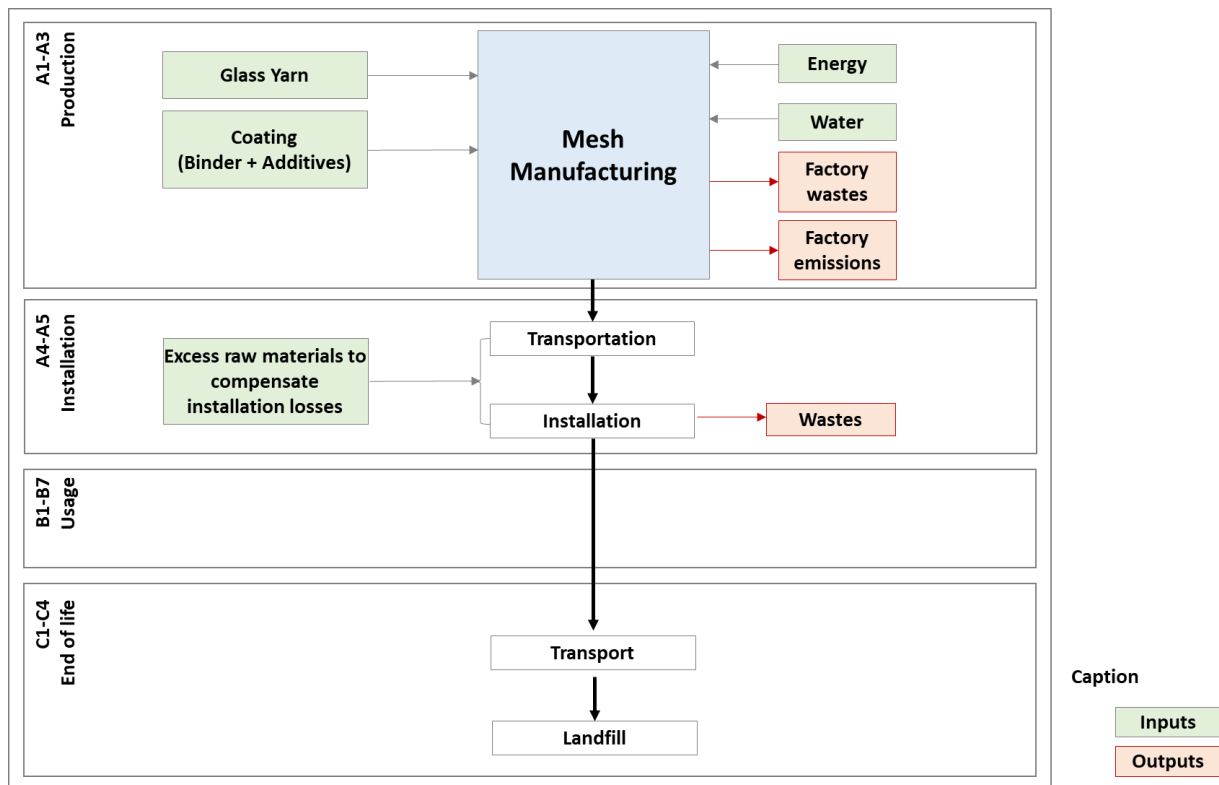 A1-A3
Production
Glass Yarn
Coating
(Binder + Additives)
Mesh
Manufacturing
Energy
Water
Factory
wastes
Factory
emissions
A4-A5
Installation
Excess raw materials to
compensate
installation losses
Transportation
Installation
Wastes
B1-B7
Usage
C1-C4
End of life
Transport
Landfill
Caption
Inputs
Outputs